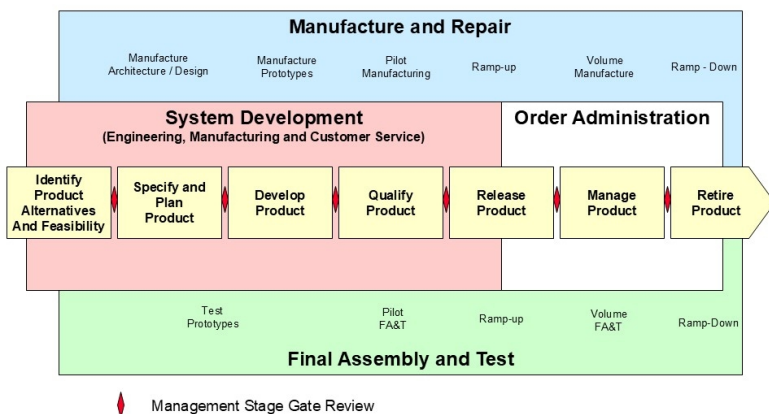 Manufacture and Repair
Manufacture
Architecture / Design
Manufacture
Prototypes
Pilot
Manufacturing
Ramp-up
Volume
Manufacture
Ramp - Down
System Development
(Engineering, Manufacturing and Customer Service)
Order Administration
Identify
Product
Alternatives
And Feasibility
Specify and
Plan
Product
Develop
Product
Qualify
Product
Release
Product
Manage
Product
Retire
Product
Test
Prototypes
Pilot
FA&T
Ramp-up
Volume
FA&T
Ramp-Down
Final Assembly and Test
Management Stage Gate Review